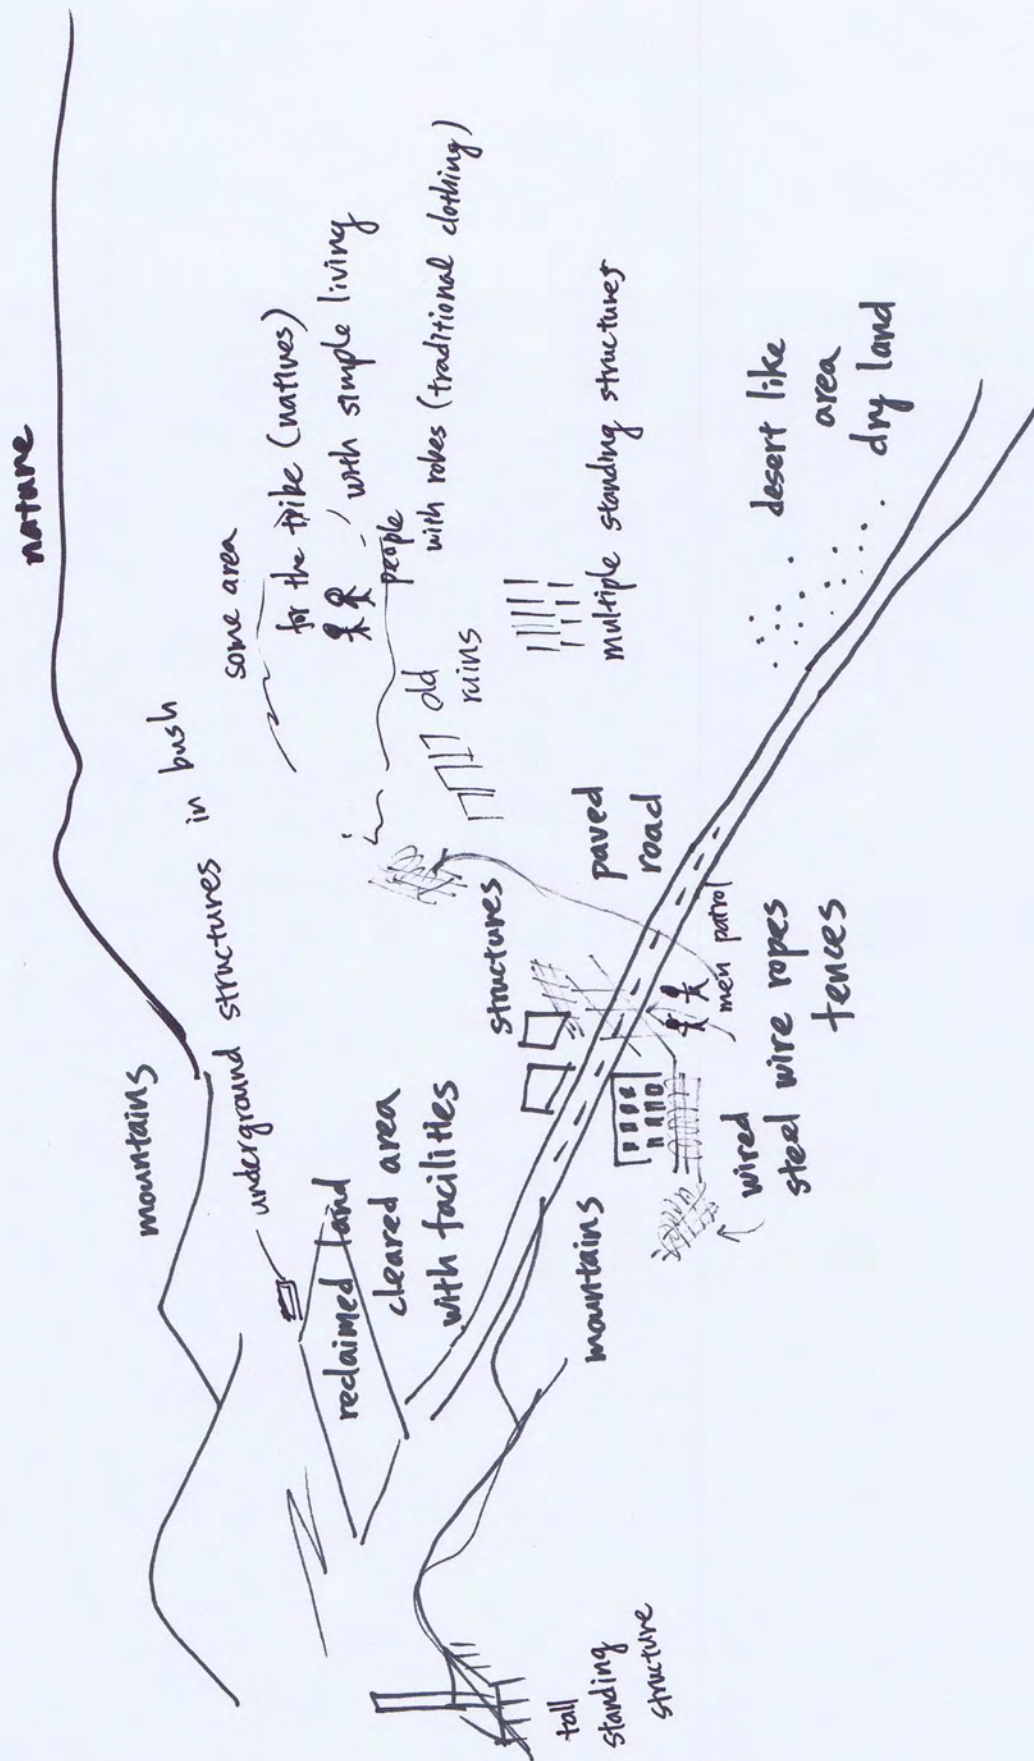 nature
mountains
underground structures in bush
some area
for the tribe (natives)
with simple living
people
with robes (traditional clothing)
old
ruins
reclaimed land
cleared area
with facilities
structures
multiple standing structures
paved
road
desert like
area
dry land
mountains
men patrol
wired
steel wire ropes
fences
tall
standing
structure